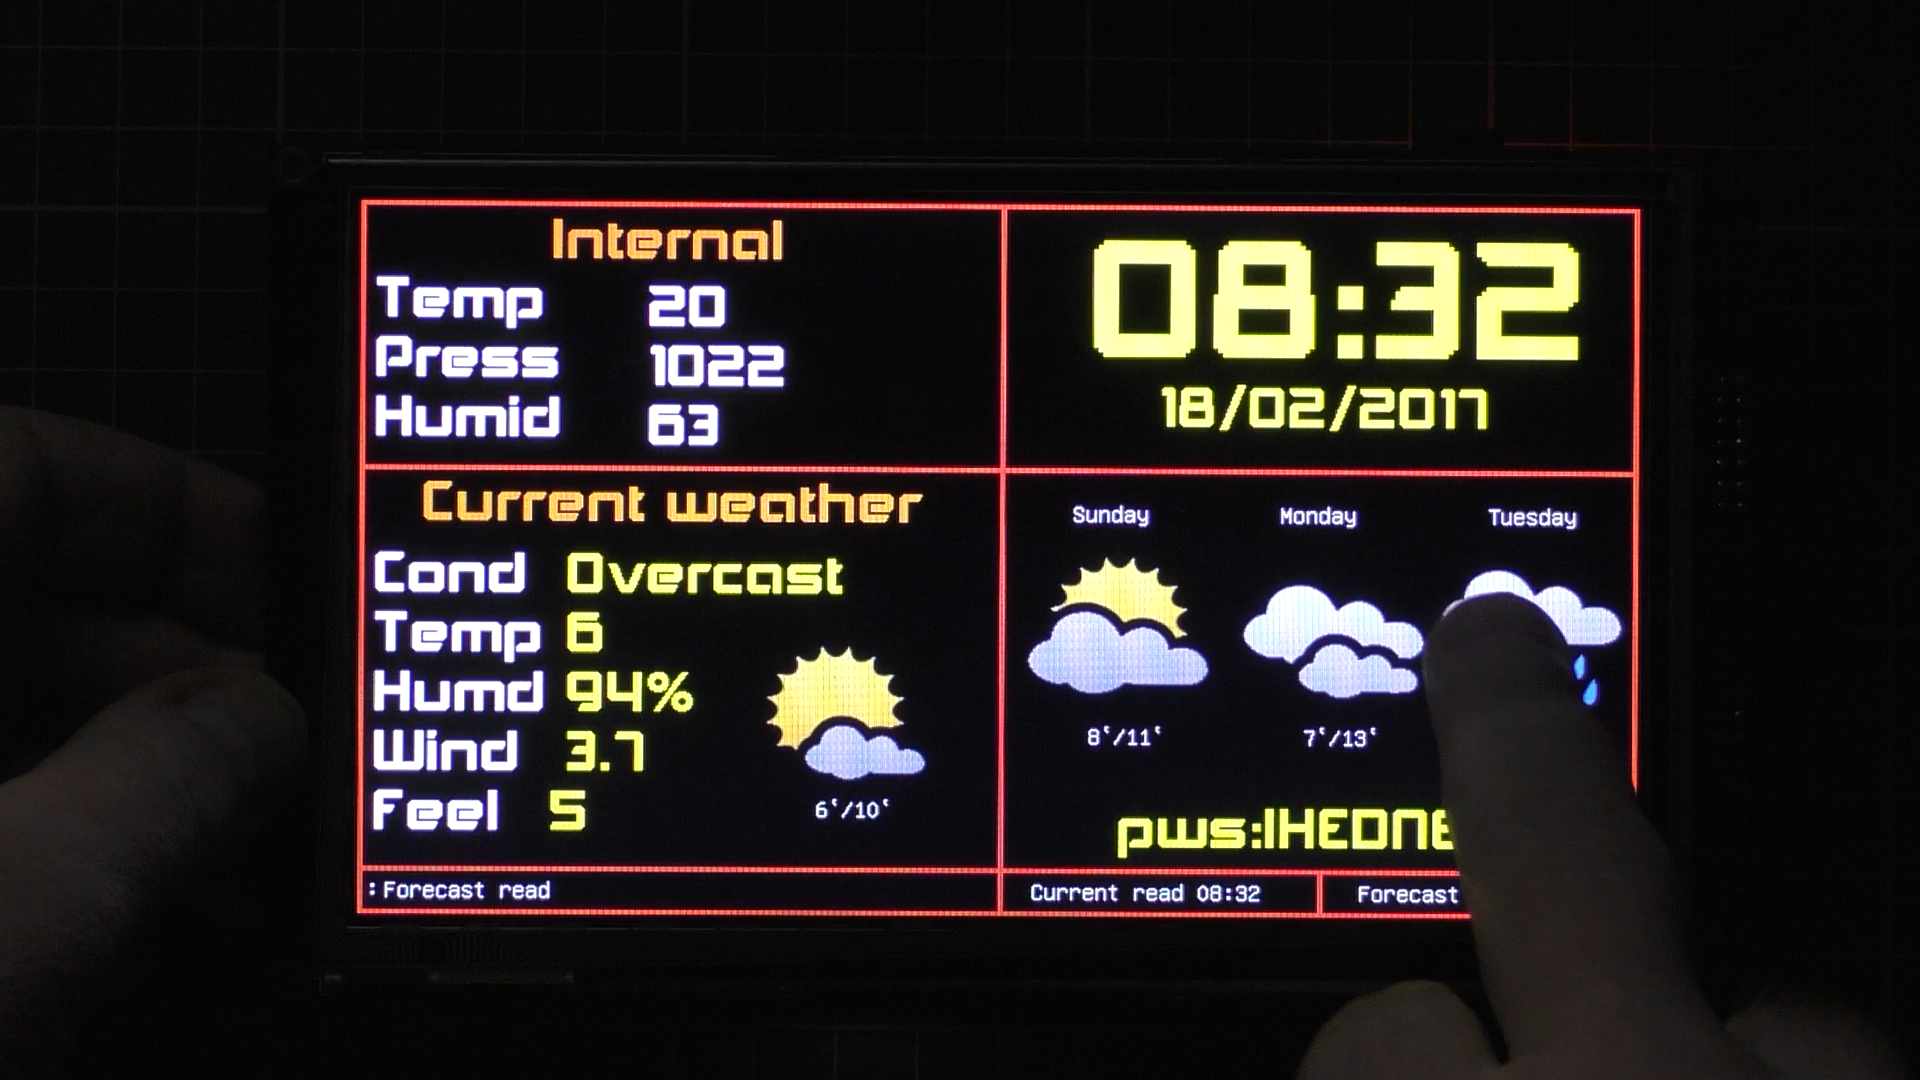 Internal
Temp 20
Press 1022
Humid 63
08:32
18/02/2017
Current weather
Cond Overcast
Temp 6
Humd 94%
Wind 3.7
Feel 5
6°/10°
Sunday Monday Tuesday
8°/11° 7°/13°
:Forecast read
Current read 08:32
Forecast